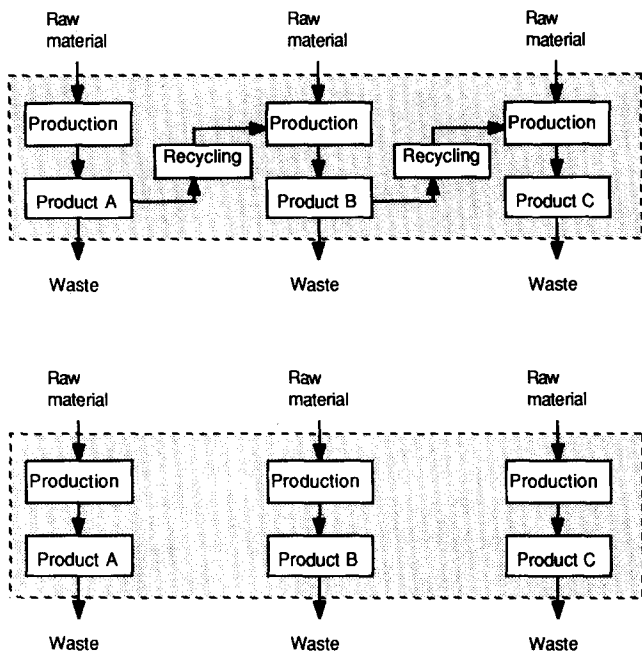 Raw
material
Raw
material
Raw
material
Production
Production
Production
Recycling
Recycling
Product A
Product B
Product C
Waste
Waste
Waste
Raw
material
Raw
material
Raw
material
Production
Production
Production
Product A
Product B
Product C
Waste
Waste
Waste